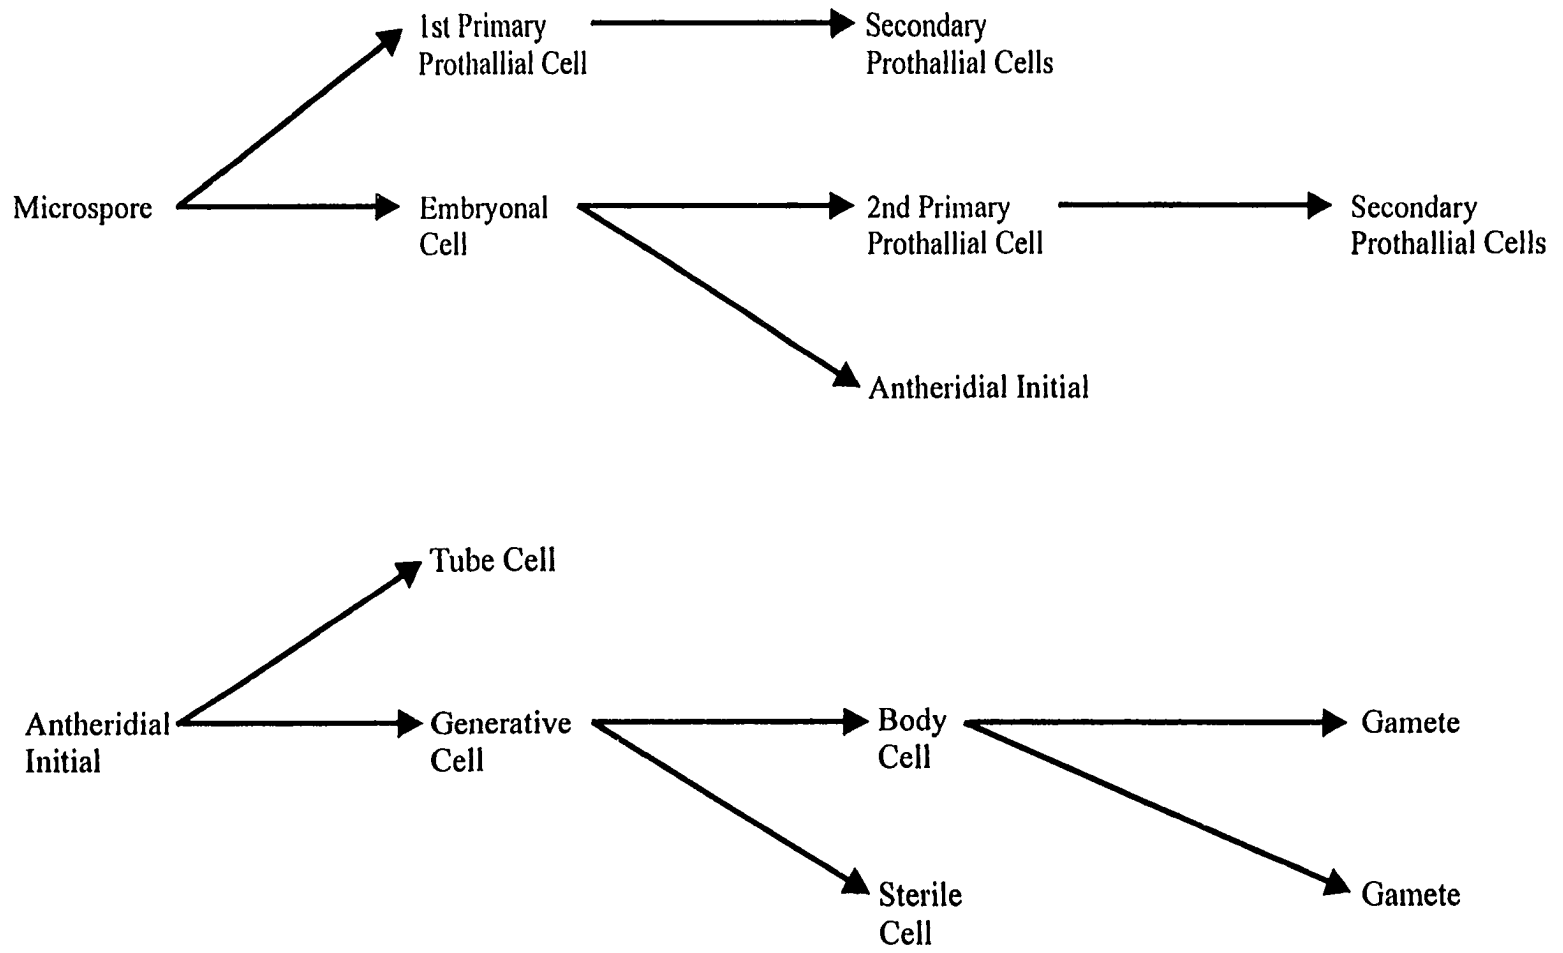 1st Primary
Prothallial Cell
Secondary
Prothallial Cells
Microspore
Embryonal
Cell
2nd Primary
Prothallial Cell
Secondary
Prothallial Cells
Antheridial Initial
Tube Cell
Antheridial
Initial
Generative
Cell
Body
Cell
Gamete
Sterile
Cell
Gamete